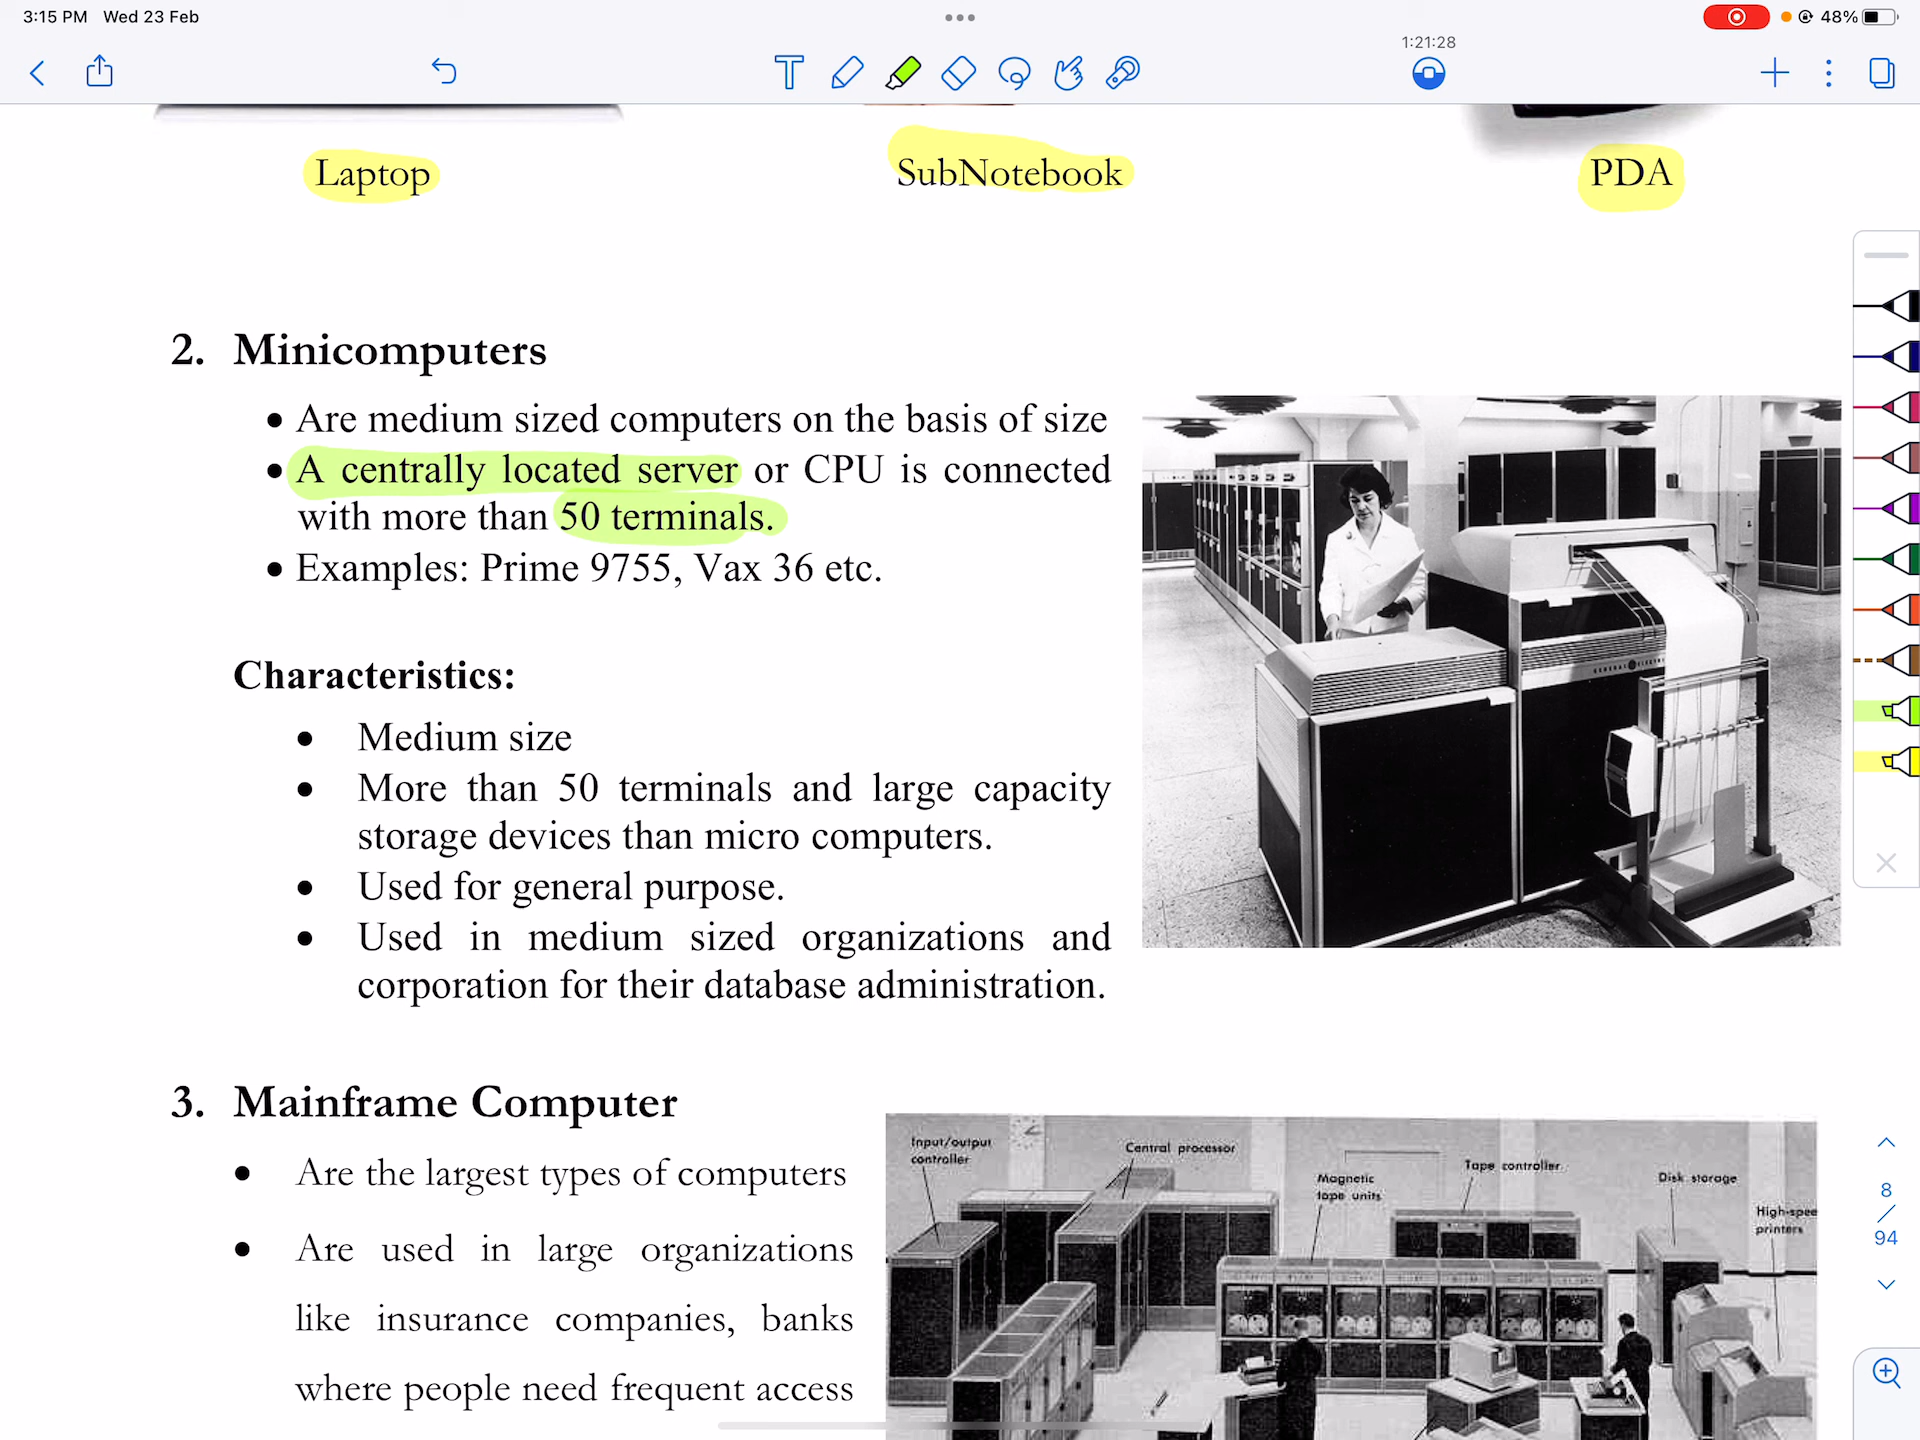 3:15 PM Wed 23 Feb
48%
1:21:28
Laptop
SubNotebook
PDA
2. Minicomputers
• Are medium sized computers on the basis of size
• A centrally located server or CPU is connected
with more than 50 terminals.
• Examples: Prime 9755, Vax 36 etc.
Characteristics:
• Medium size
• More than 50 terminals and large capacity
storage devices than micro computers.
• Used for general purpose.
• Used in medium sized organizations and
corporation for their database administration.
GENERAL ELECTRIC
3. Mainframe Computer
• Are the largest types of computers
• Are used in large organizations
like insurance companies, banks
where people need frequent access
Input/output
controller
Central processor
Magnetic
tape units
Tape controller
Disk storage
High-spee
printers
8
/
94